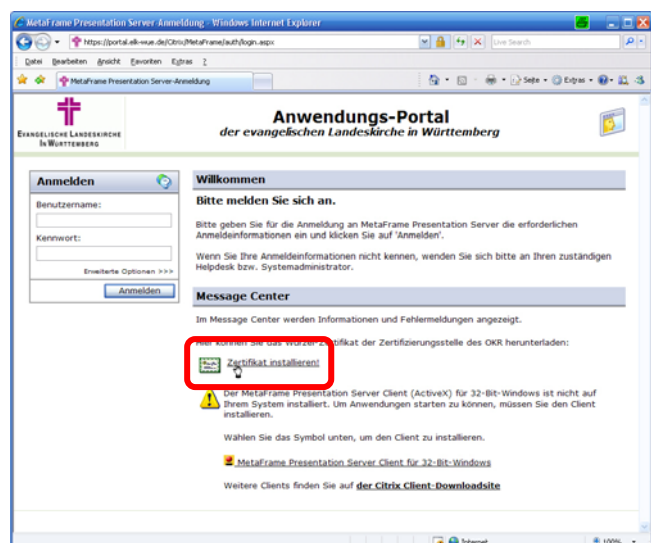 MetaFrame Presentation Server-Anmeldung - Windows Internet Explorer
https://portal.elk-wue.de/Citrix/MetaFrame/auth/login.aspx
Live Search
Datei Bearbeiten Ansicht Favoriten Extras ?
MetaFrame Presentation Server-Anmeldung
Seite Extras
EVANGELISCHE LANDESKIRCHE
IN WÜRTTEMBERG
Anwendungs-Portal
der evangelischen Landeskirche in Württemberg
Anmelden
Benutzername:
Kennwort:
Erweiterte Optionen >>>
Anmelden
Willkommen
Bitte melden Sie sich an.
Bitte geben Sie für die Anmeldung an MetaFrame Presentation Server die erforderlichen
Anmeldeinformationen ein und klicken Sie auf 'Anmelden'.
Wenn Sie Ihre Anmeldeinformationen nicht kennen, wenden Sie sich bitte an Ihren zuständigen
Helpdesk bzw. Systemadministrator.
Message Center
Im Message Center werden Informationen und Fehlermeldungen angezeigt.
Hier können Sie das Wurzel-Zertifikat der Zertifizierungsstelle des OKR herunterladen:
Zertifikat installieren!
Der MetaFrame Presentation Server Client (ActiveX) für 32-Bit-Windows ist nicht auf
Ihrem System installiert. Um Anwendungen starten zu können, müssen Sie den Client
installieren.
Wählen Sie das Symbol unten, um den Client zu installieren.
MetaFrame Presentation Server Client für 32-Bit-Windows
Weitere Clients finden Sie auf der Citrix Client-Downloadsite
Internet
100%